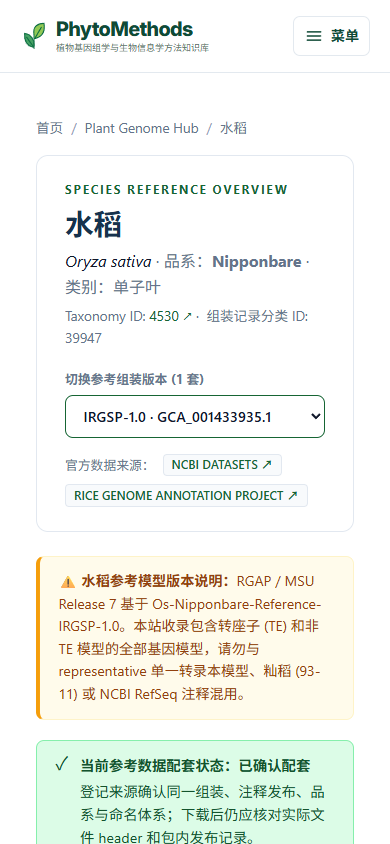 PhytoMethods
植物基因组学与生物信息学方法知识库
菜单
首页 / Plant Genome Hub / 水稻
SPECIES REFERENCE OVERVIEW
水稻
Oryza sativa · 品系：Nipponbare ·
类别：单子叶
Taxonomy ID: 4530 ↗ · 组装记录分类 ID:
39947
切换参考组装版本 (1 套)
IRGSP-1.0 · GCA_001433935.1
官方数据来源： NCBI DATASETS ↗
RICE GENOME ANNOTATION PROJECT ↗
⚠️ 水稻参考模型版本说明：RGAP / MSU
Release 7 基于 Os-Nipponbare-Reference-
IRGSP-1.0。本站收录包含转座子 (TE) 和非
TE 模型的全部基因模型，请勿与
representative 单一转录本模型、籼稻 (93-
11) 或 NCBI RefSeq 注释混用。
✓ 当前参考数据配套状态：已确认配套
登记来源确认同一组装、注释发布、品
系与命名体系；下载后仍应核对实际文
件 header 和包内发布记录。